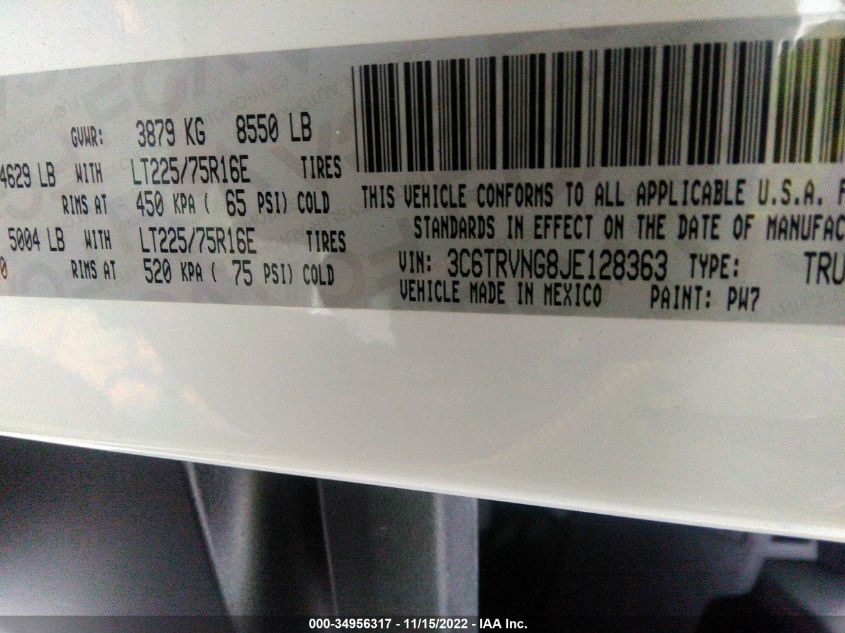 GVWR: 3879 KG 8550 LB
4629 LB WITH LT225/75R16E TIRES
RIMS AT 450 KPA ( 65 PSI) COLD
5004 LB WITH LT225/75R16E TIRES
0 RIMS AT 520 KPA ( 75 PSI) COLD
THIS VEHICLE CONFORMS TO ALL APPLICABLE U.S.A. F
STANDARDS IN EFFECT ON THE DATE OF MANUFAC
VIN: 3C6TRVNG8JE128363 TYPE: TRU
VEHICLE MADE IN MEXICO PAINT: PW7
000-34956317 - 11/15/2022 - IAA Inc.